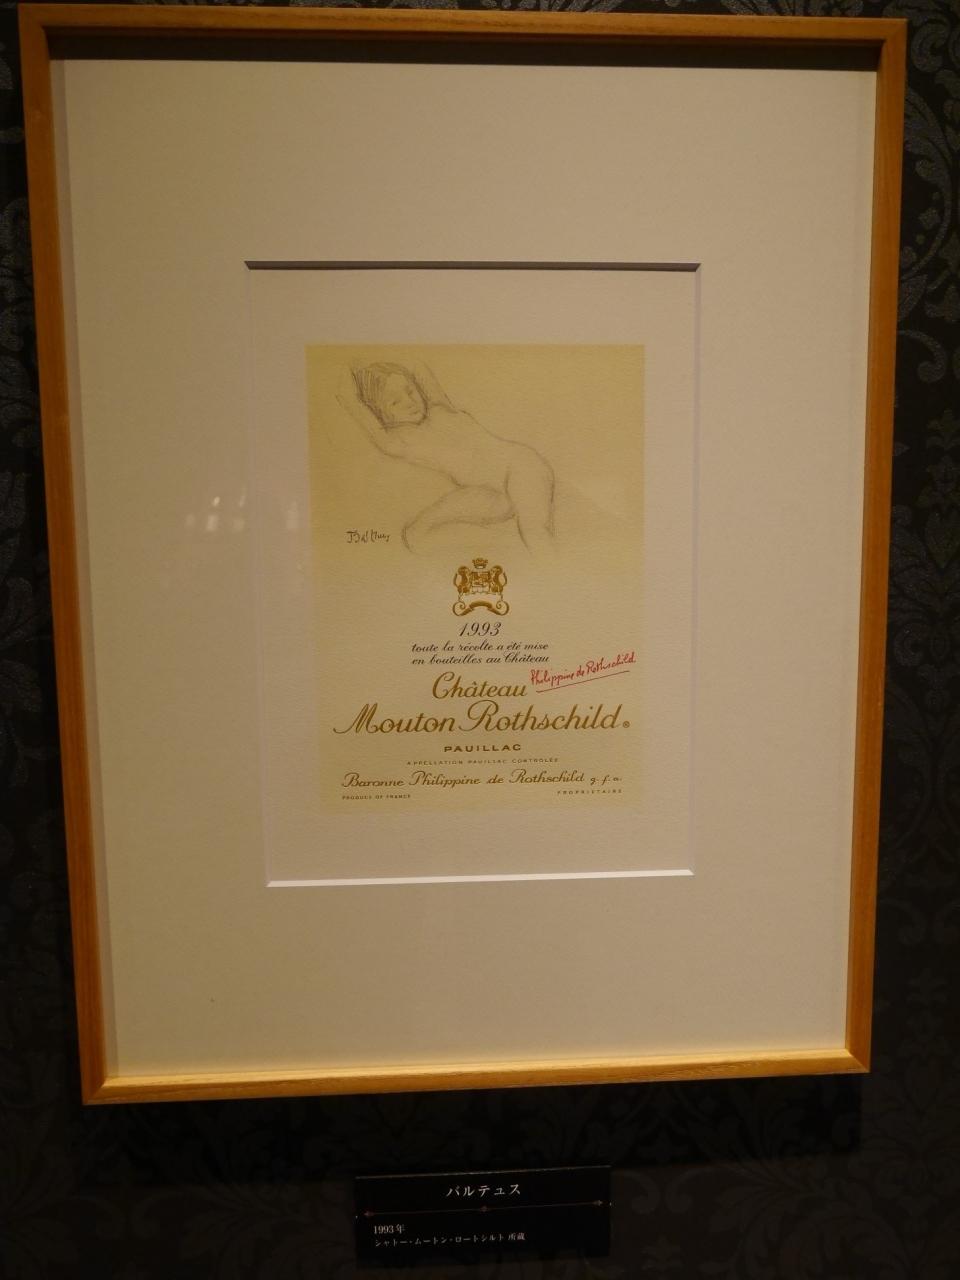 Balthus
1993
toute la récolte a été mise
en bouteilles au Château
Philippine de Rothschild
Château
Mouton Rothschild®
PAUILLAC
APPELLATION PAUILLAC CONTRÔLÉE
Baronne Philippine de Rothschild g. f. a.
PRODUCE OF FRANCE PROPRIÉTAIRE
バルテュス
1993年
シャトー・ムートン・ロートシルト 所蔵